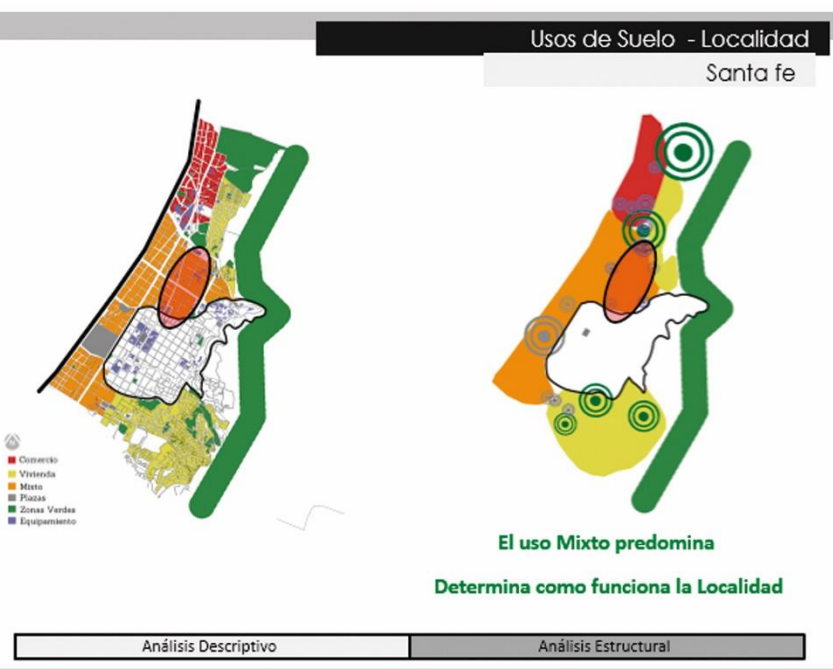 Usos de Suelo - Localidad
Santa fe
Comercio
Vivienda
Mixto
Plazas
Zonas Verdes
Equipamiento
El uso Mixto predomina
Determina como funciona la Localidad
Análisis Descriptivo
Análisis Estructural